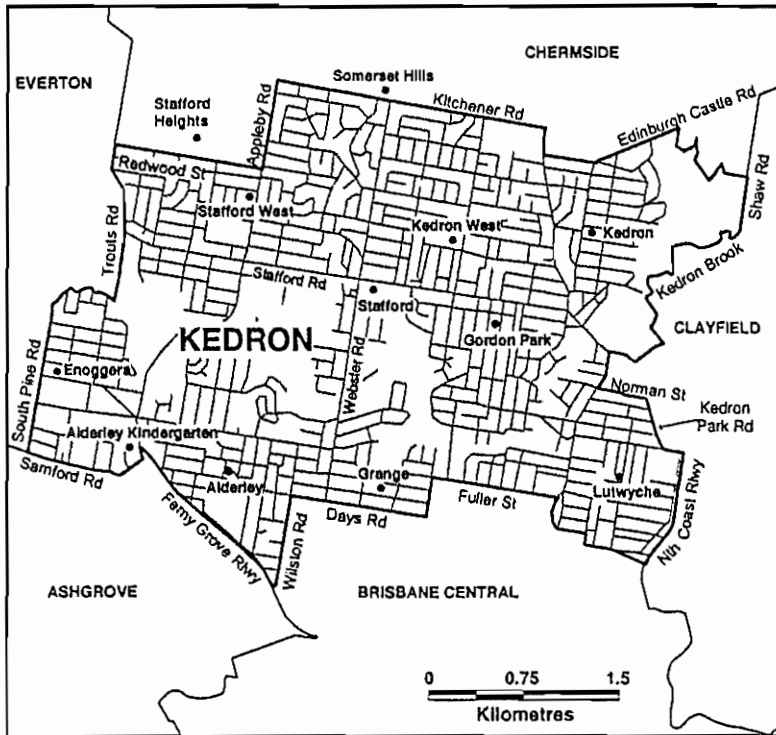 CHERMSIDE
EVERTON
Somerset Hills
Stafford
Heights
Appleby Rd
Kitchener Rd
Edinburgh Castle Rd
Shaw Rd
Redwood St
Stafford West
Kedron West
Kedron
Trouts Rd
Stafford Rd
Kedron Brook
Stafford
Gordon Park
CLAYFIELD
KEDRON
South Pine Rd
Enoggera
Webster Rd
Norman St
Kedron
Park Rd
Alderley Kindergarten
Samford Rd
Alderley
Grange
Lutwyche
Fuller St
Days Rd
Ferny Grove Rlwy
Wilston Rd
Nth Coast Rlwy
ASHGROVE
BRISBANE CENTRAL
0 0.75 1.5
Kilometres